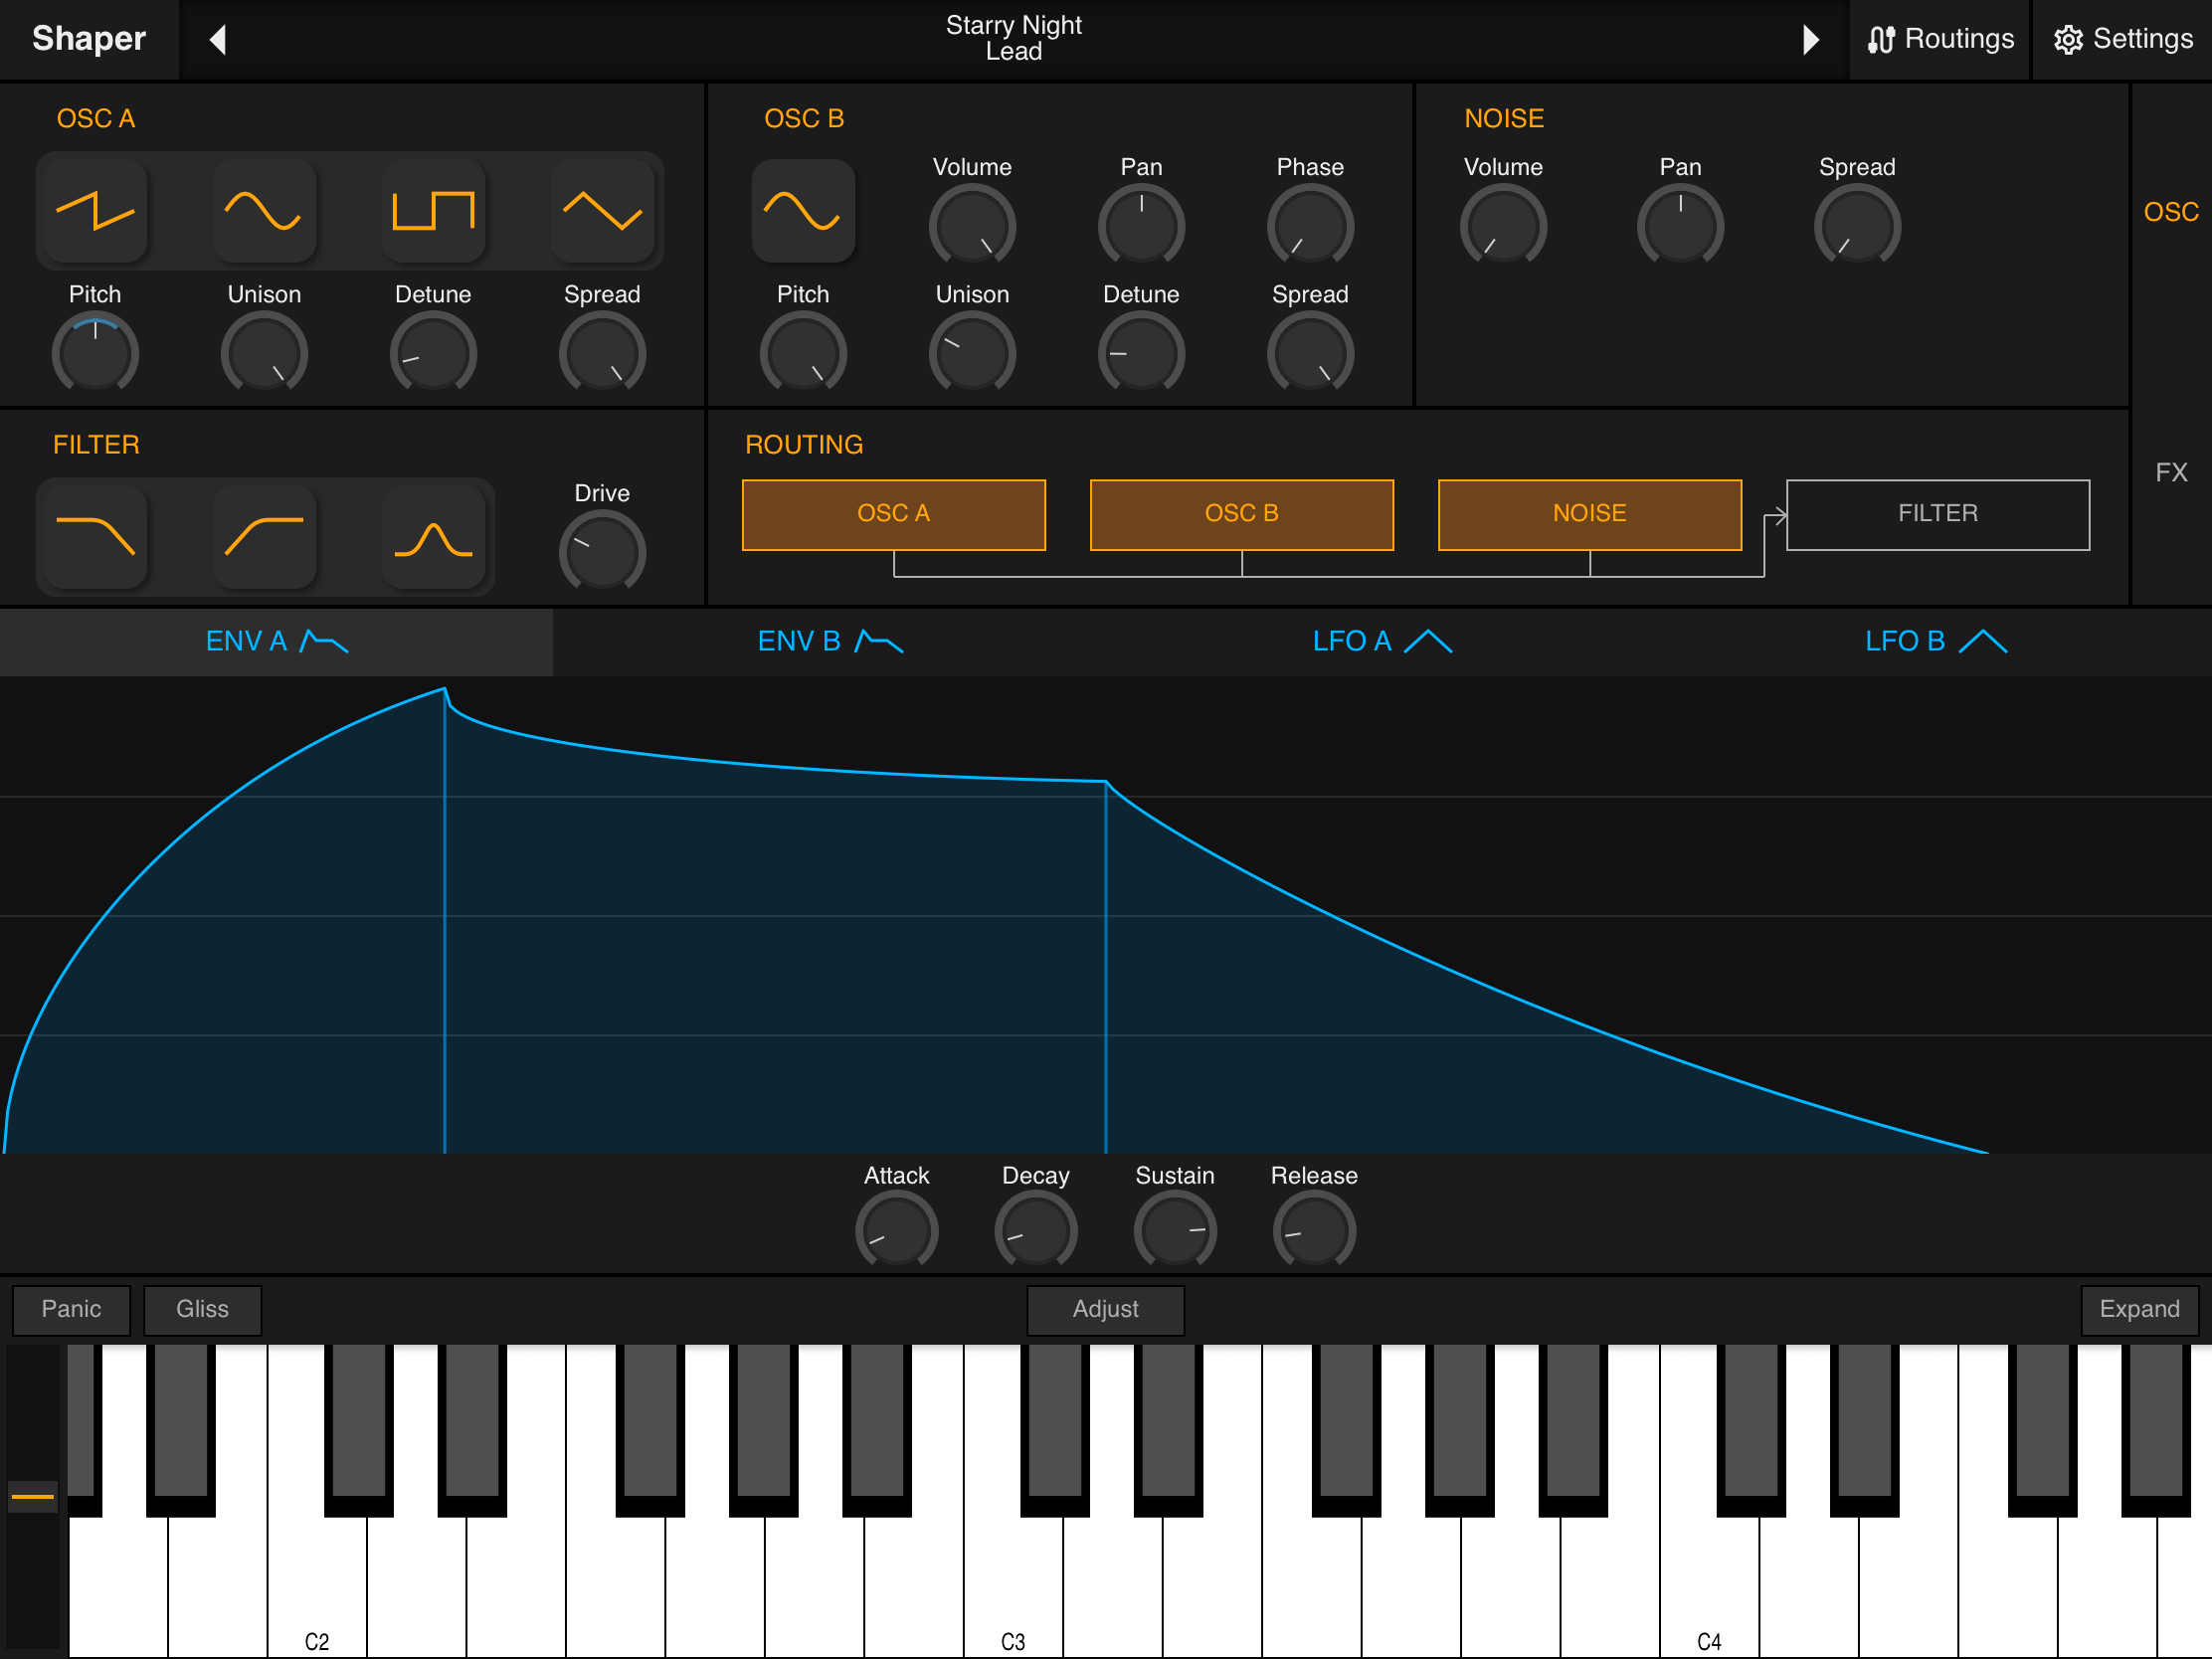 Shaper
Starry Night
Lead
Routings
Settings
OSC A
Pitch
Unison
Detune
Spread
OSC B
Volume
Pan
Phase
Pitch
Unison
Detune
Spread
NOISE
Volume
Pan
Spread
OSC
FX
FILTER
Drive
ROUTING
OSC A
OSC B
NOISE
FILTER
ENV A
ENV B
LFO A
LFO B
Attack
Decay
Sustain
Release
Panic
Gliss
Adjust
Expand
C2
C3
C4